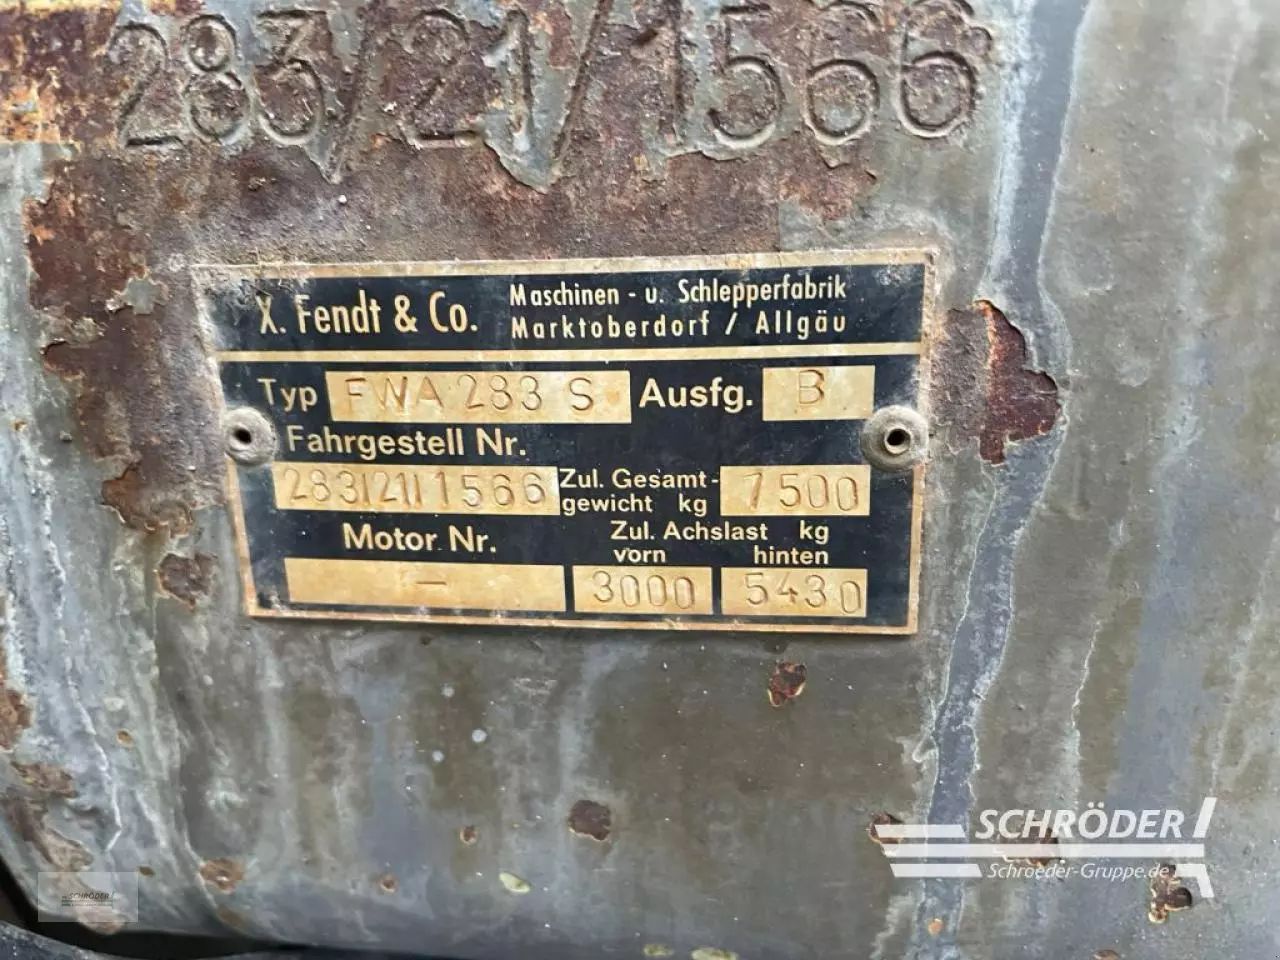 283/21/1566
X. Fendt & Co. Maschinen - u. Schlepperfabrik
Marktoberdorf / Allgäu
Typ FWA 283 S Ausfg. B
Fahrgestell Nr.
283/21/1566 Zul. Gesamt-
gewicht kg 7500
Motor Nr. Zul. Achslast kg
vorn hinten
— 3000 5430
SCHRÖDER
Schroeder-Gruppe.de
SCHRÖDER